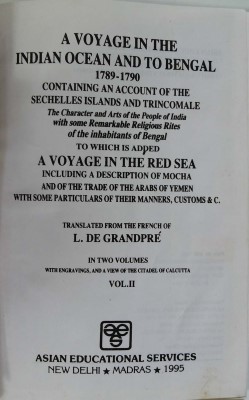 A VOYAGE IN THE
INDIAN OCEAN AND TO BENGAL
1789-1790
CONTAINING AN ACCOUNT OF THE
SECHELLES ISLANDS AND TRINCOMALE
The Character and Arts of the People of India
with some Remarkable Religious Rites
of the inhabitants of Bengal
TO WHICH IS ADDED
A VOYAGE IN THE RED SEA
INCLUDING A DESCRIPTION OF MOCHA
AND OF THE TRADE OF THE ARABS OF YEMEN
WITH SOME PARTICULARS OF THEIR MANNERS, CUSTOMS & C.
TRANSLATED FROM THE FRENCH OF
L. DE GRANDPRÉ
IN TWO VOLUMES
WITH ENGRAVINGS, AND A VIEW OF THE CITADEL OF CALCUTTA
VOL.II
ASIAN EDUCATIONAL SERVICES
NEW DELHI ★ MADRAS ★ 1995